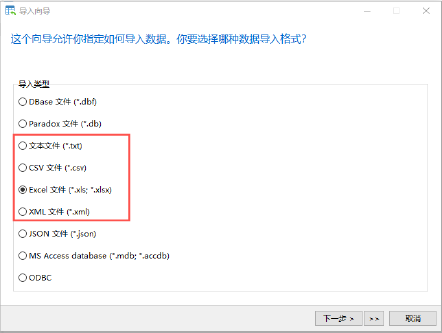 导入向导
这个向导允许你指定如何导入数据。你要选择哪种数据导入格式?
导入类型
DBase 文件 (*.dbf)
Paradox 文件 (*.db)
文本文件 (*.txt)
CSV 文件 (*.csv)
Excel 文件 (*.xls; *.xlsx)
XML 文件 (*.xml)
JSON 文件 (*.json)
MS Access database (*.mdb; *.accdb)
ODBC
下一步 > >> 取消